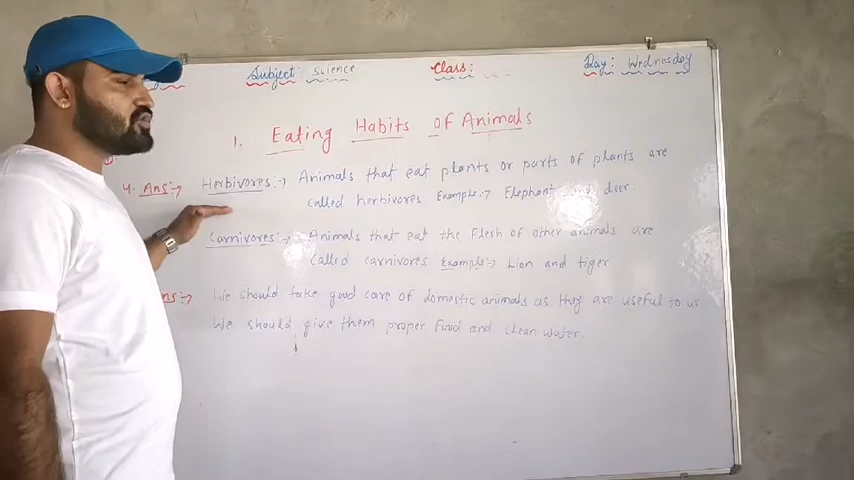 Subject: Science Class: Day: Wednesday
1. Eating Habits of Animals
4. Ans:→ Herbivores:→ Animals that eat plants or parts of plants are
called herbivores Example:→ Elephant and deer.
Carnivores:→ Animals that eat the flesh of other animals are
called carnivores Example:→ Lion and tiger
We should take good care of domestic animals as they are useful to us
We should give them proper food and clean water.